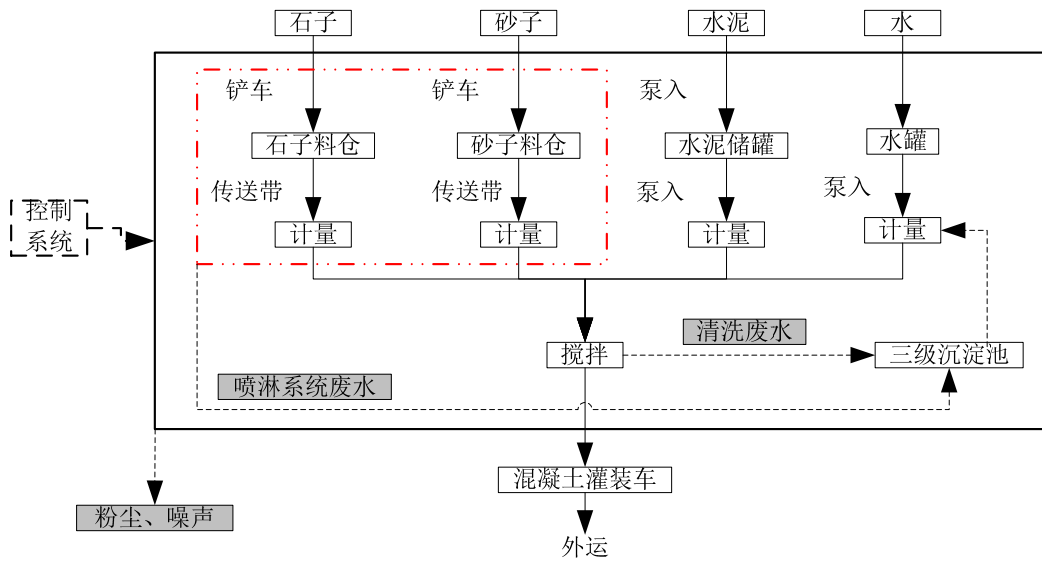 石子
砂子
水泥
水
铲车
铲车
泵入
石子料仓
砂子料仓
水泥储罐
水罐
传送带
传送带
泵入
泵入
控制
系统
计量
计量
计量
计量
清洗废水
搅拌
三级沉淀池
喷淋系统废水
混凝土灌装车
粉尘、噪声
外运